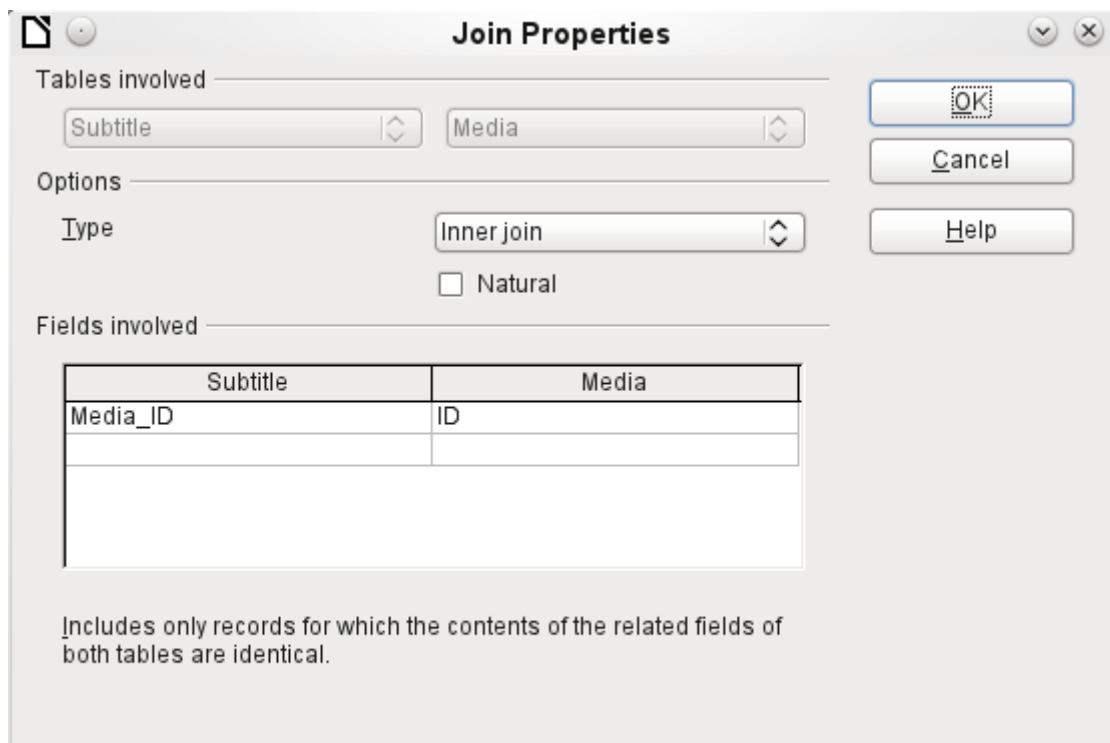 Join Properties
Tables involved
OK
Subtitle Media
Cancel
Options
Type Inner join
Help
Natural
Fields involved
Subtitle Media
Media_ID ID
Includes only records for which the contents of the related fields of
both tables are identical.